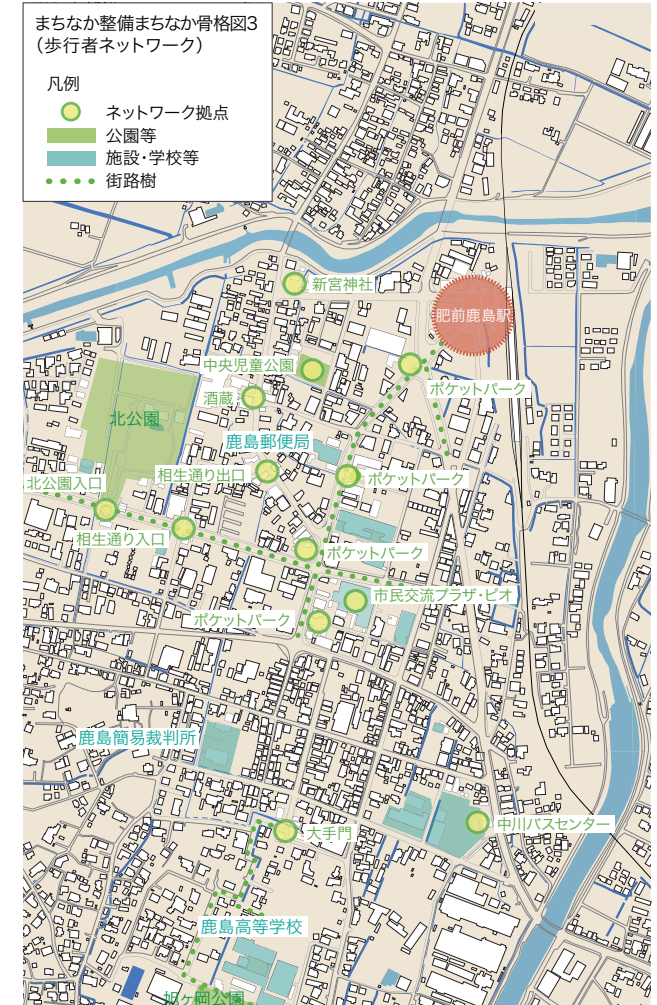 まちなか整備まちなか骨格図3
（歩行者ネットワーク）
凡例
ネットワーク拠点
公園等
施設・学校等
街路樹
新宮神社
肥前鹿島駅
中央児童公園
ポケットパーク
酒蔵
北公園
鹿島郵便局
相生通り出口
ポケットパーク
北公園入口
相生通り入口
ポケットパーク
市民交流プラザ・ピオ
ポケットパーク
鹿島簡易裁判所
大手門
中川バスセンター
鹿島高等学校
旭ヶ岡公園